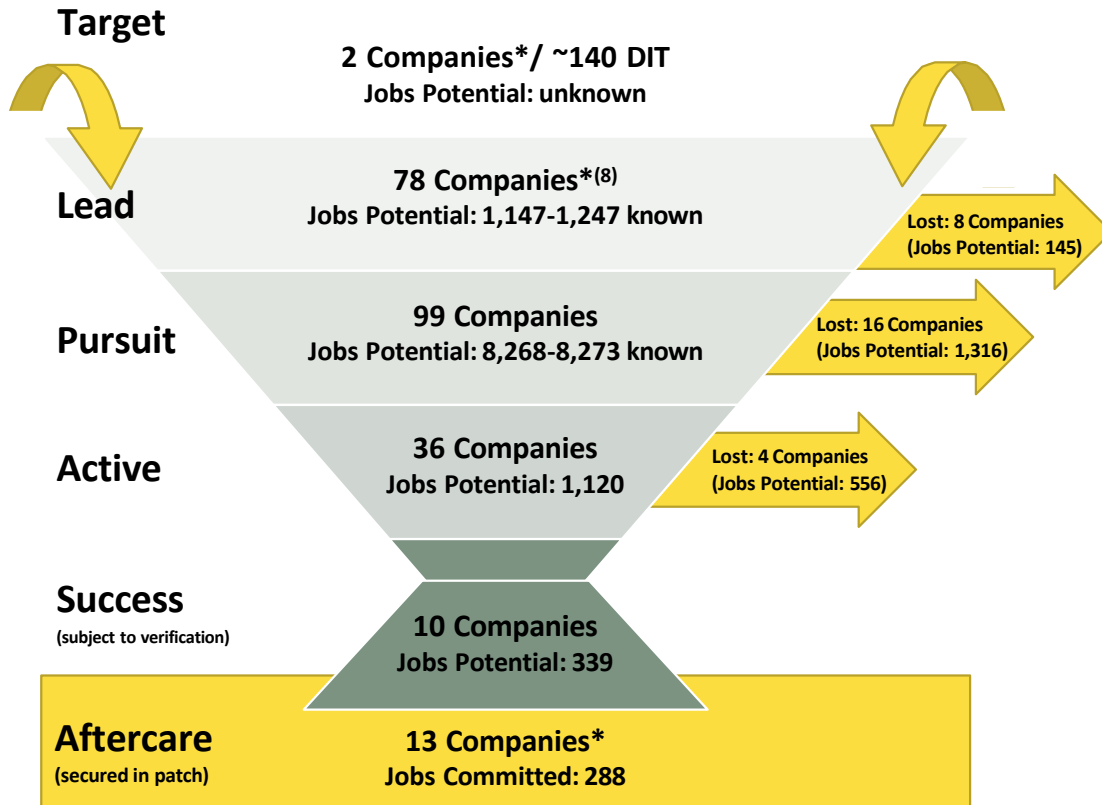 Target
2 Companies*/ ~140 DIT
Jobs Potential: unknown
Lead
78 Companies*(8)
Jobs Potential: 1,147-1,247 known
Lost: 8 Companies
(Jobs Potential: 145)
Pursuit
99 Companies
Jobs Potential: 8,268-8,273 known
Lost: 16 Companies
(Jobs Potential: 1,316)
Active
36 Companies
Jobs Potential: 1,120
Lost: 4 Companies
(Jobs Potential: 556)
Success
(subject to verification)
10 Companies
Jobs Potential: 339
Aftercare
(secured in patch)
13 Companies*
Jobs Committed: 288